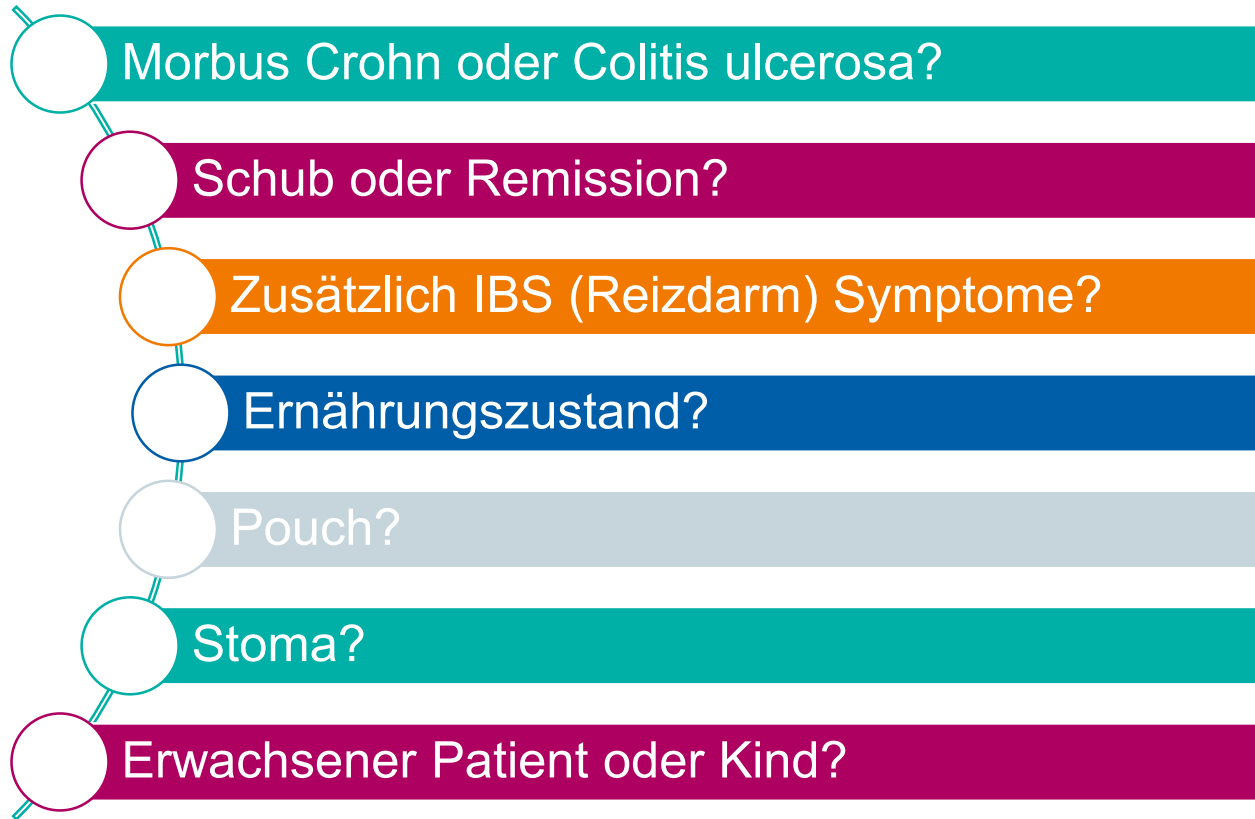 Morbus Crohn oder Colitis ulcerosa?
Schub oder Remission?
Zusätzlich IBS (Reizdarm) Symptome?
Ernährungszustand?
Pouch?
Stoma?
Erwachsener Patient oder Kind?